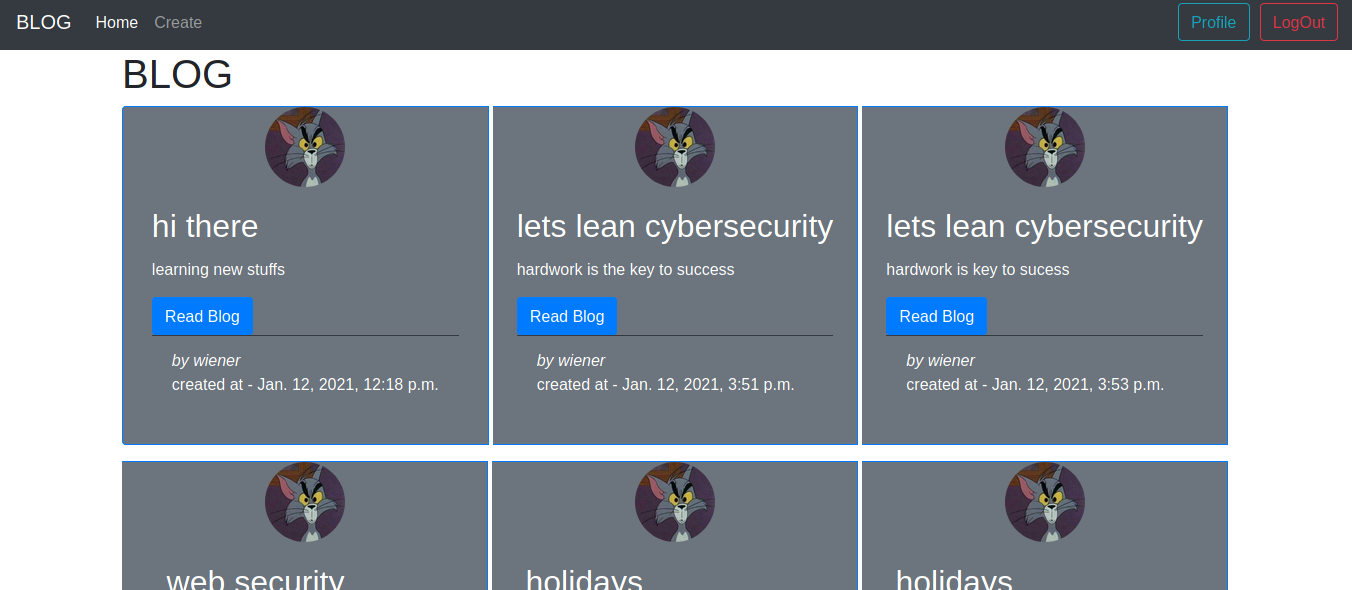 BLOG Home Create Profile LogOut
BLOG
hi there
learning new stuffs
Read Blog
by wiener
created at - Jan. 12, 2021, 12:18 p.m.
lets lean cybersecurity
hardwork is the key to success
Read Blog
by wiener
created at - Jan. 12, 2021, 3:51 p.m.
lets lean cybersecurity
hardwork is key to sucess
Read Blog
by wiener
created at - Jan. 12, 2021, 3:53 p.m.
web security
holidays
holidays